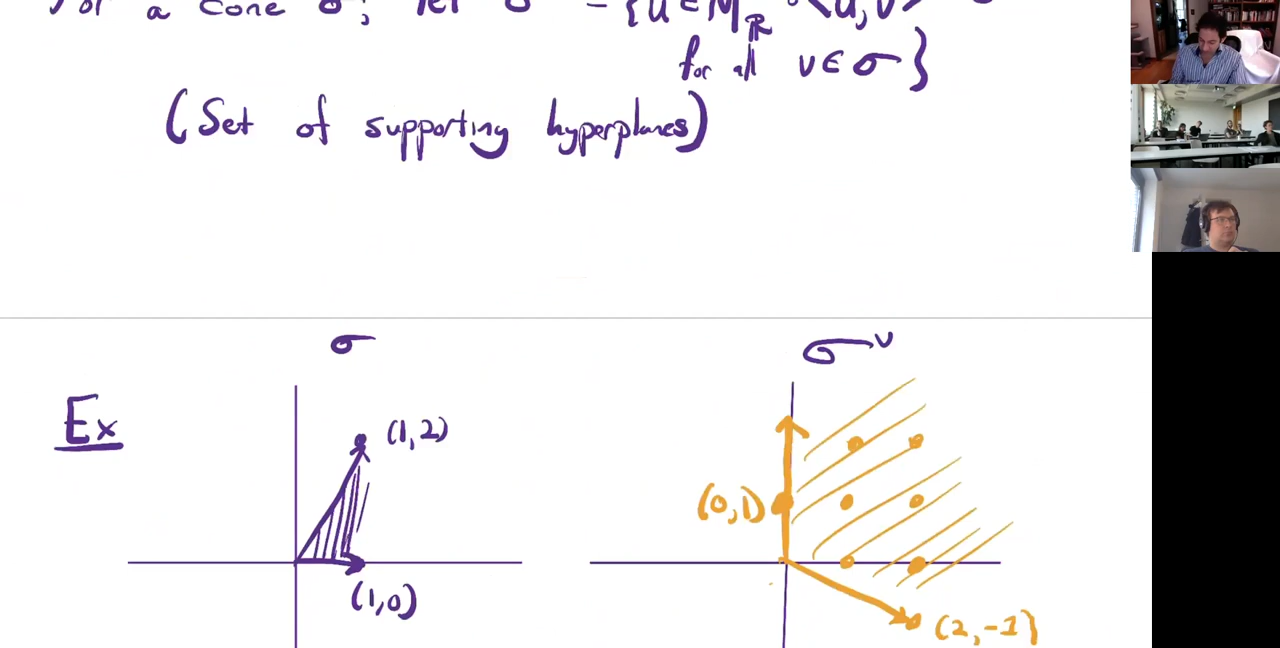 For a cone σ, let σ = {u ∈ M_ℝ : <u, v>
for all v ∈ σ}
(Set of supporting hyperplanes)
σ σ^v
Ex (1,2)
(0,1)
(1,0) (2,-1)